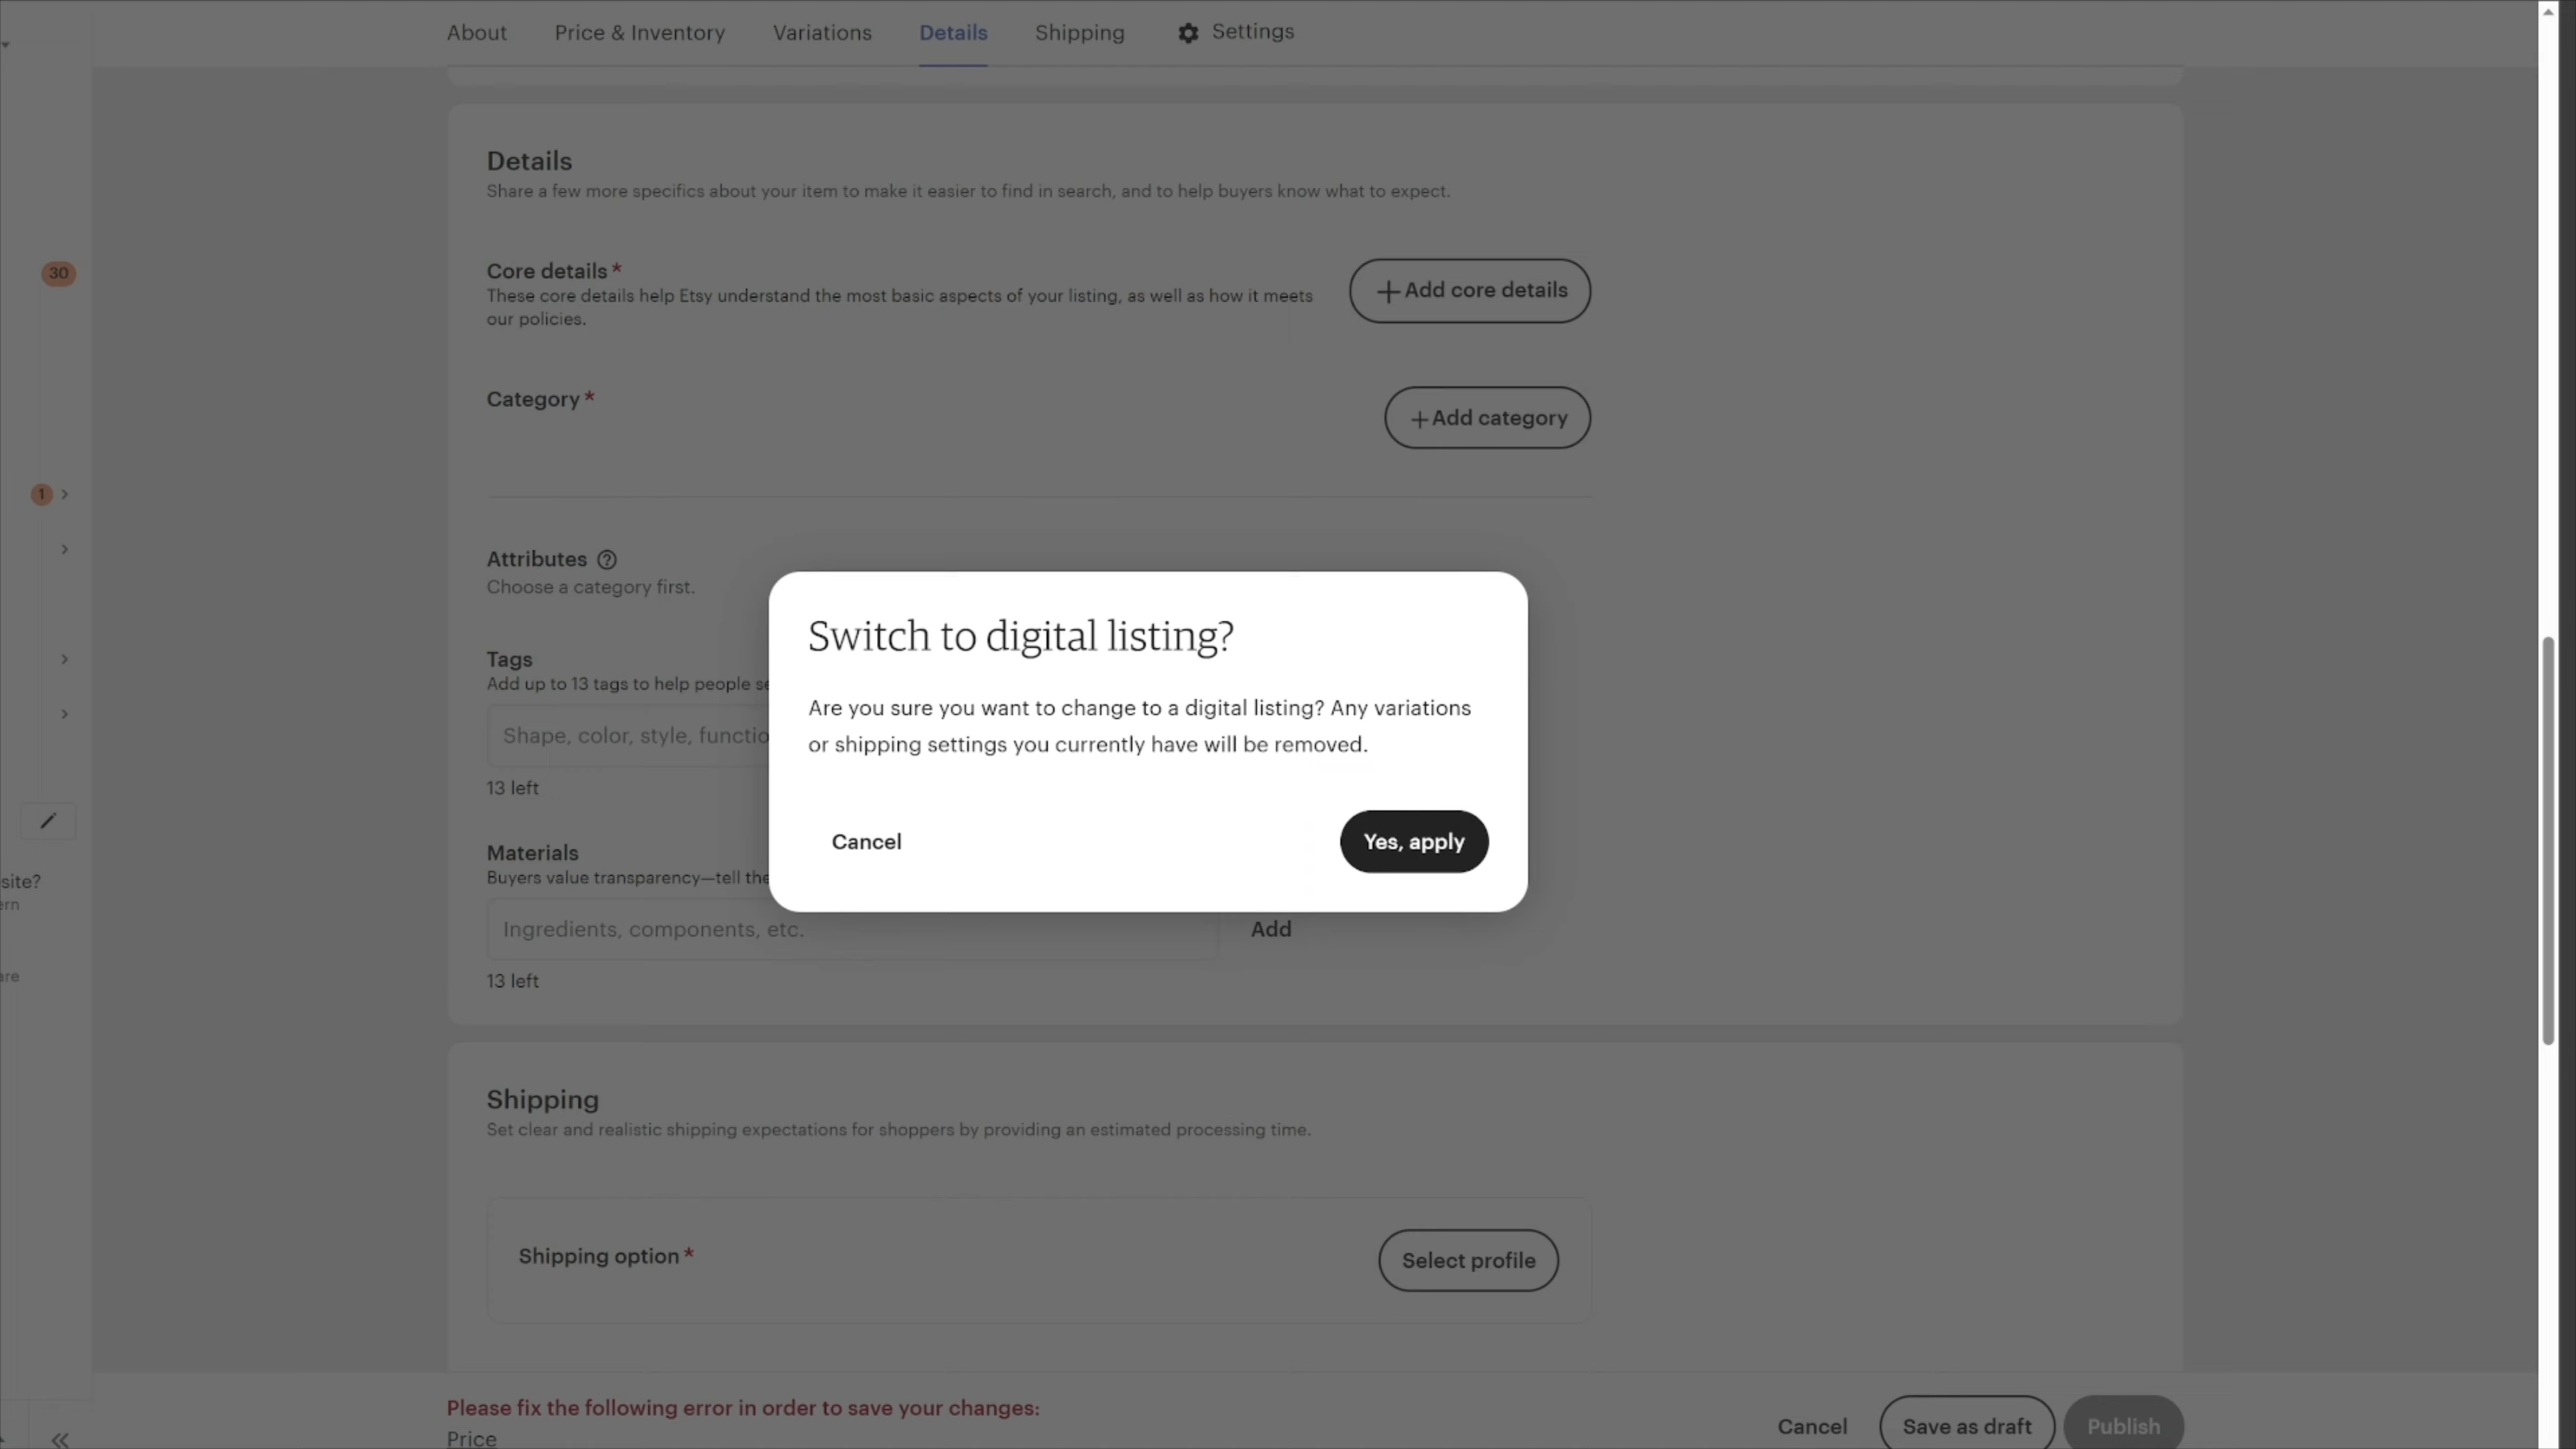 About Price & Inventory Variations Details Shipping Settings
Details
Share a few more specifics about your item to make it easier to find in search, and to help buyers know what to expect.
30
Core details *
These core details help Etsy understand the most basic aspects of your listing, as well as how it meets
our policies.
+ Add core details
Category *
+ Add category
1
Attributes ?
Choose a category first.
Tags
Add up to 13 tags to help people se
Shape, color, style, functio
13 left
Switch to digital listing?
Are you sure you want to change to a digital listing? Any variations
or shipping settings you currently have will be removed.
Cancel Yes, apply
Materials
Buyers value transparency—tell the
Ingredients, components, etc. Add
13 left
site?
ern
are
Shipping
Set clear and realistic shipping expectations for shoppers by providing an estimated processing time.
Shipping option * Select profile
Please fix the following error in order to save your changes:
Price
Cancel Save as draft Publish